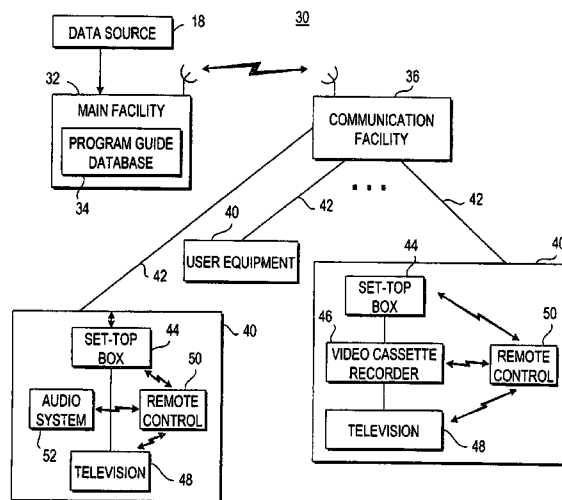 30
DATA SOURCE
18
32
MAIN FACILITY
PROGRAM GUIDE
DATABASE
34
36
COMMUNICATION
FACILITY
42
42
42
40
USER EQUIPMENT
40
44
SET-TOP
BOX
46
VIDEO CASSETTE
RECORDER
50
REMOTE
CONTROL
TELEVISION
48
40
SET-TOP
BOX
44
50
AUDIO
SYSTEM
52
REMOTE
CONTROL
TELEVISION
48